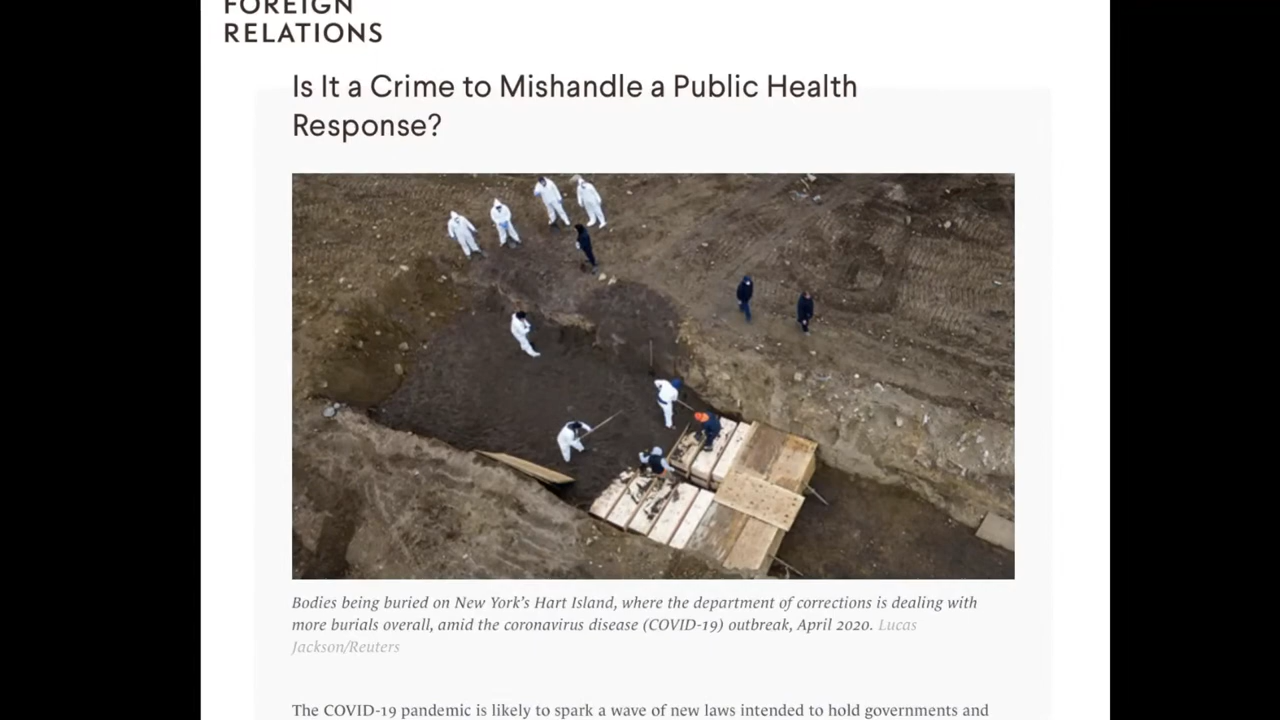 FOREIGN
RELATIONS
Is It a Crime to Mishandle a Public Health
Response?
Bodies being buried on New York's Hart Island, where the department of corrections is dealing with
more burials overall, amid the coronavirus disease (COVID-19) outbreak, April 2020. Lucas
Jackson/Reuters
The COVID-19 pandemic is likely to spark a wave of new laws intended to hold governments and